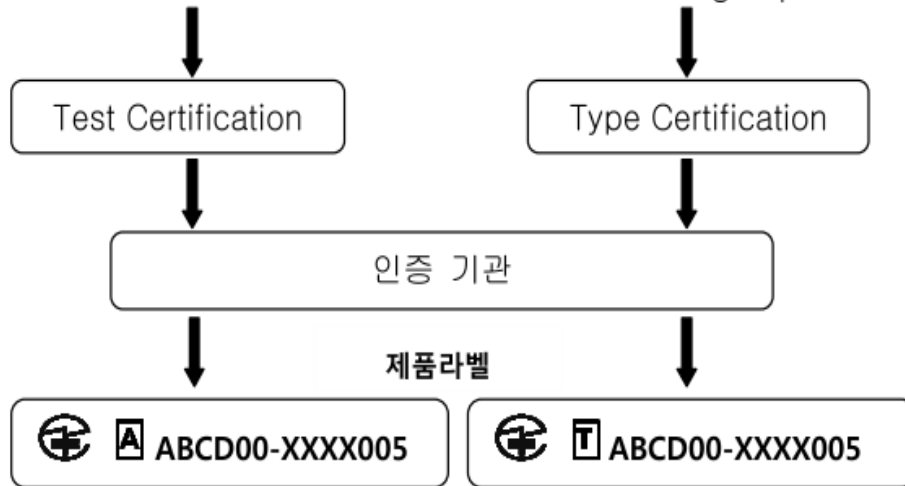 Test Certification
Type Certification
인증 기관
제품라벨
A ABCD00-XXXX005
T ABCD00-XXXX005